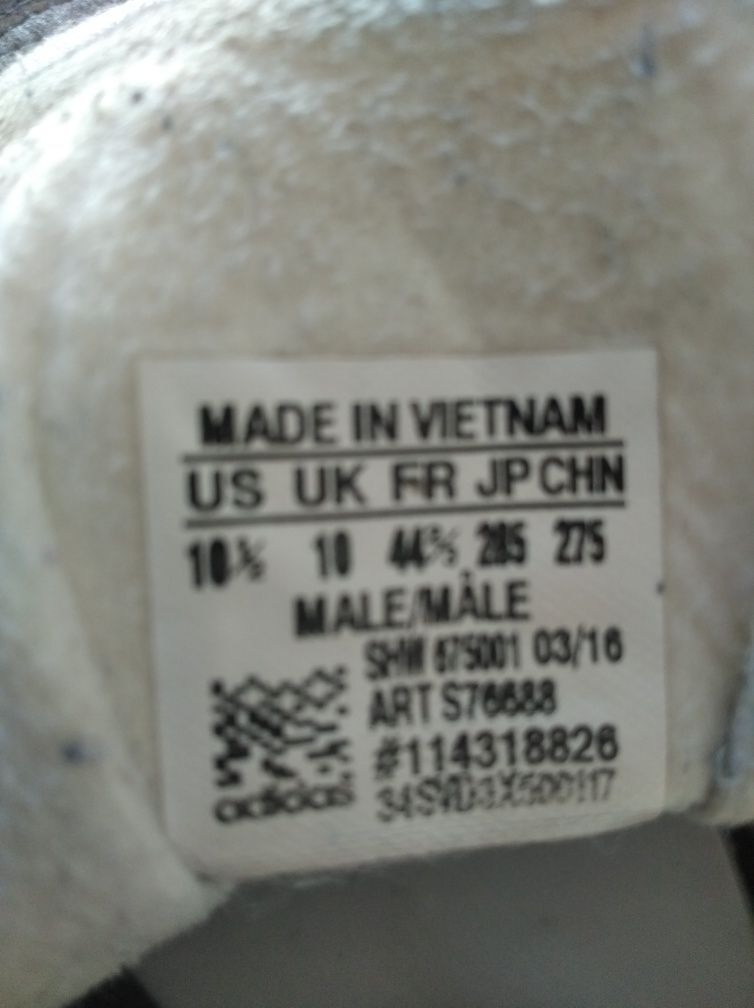 MADE IN VIETNAM
US UK FR JP CHN
10½ 10 44⅔ 285 275
MALE/MÂLE
SHW 675001 03/16
ART S76688
#114318826
34SVD3X500117
adidas